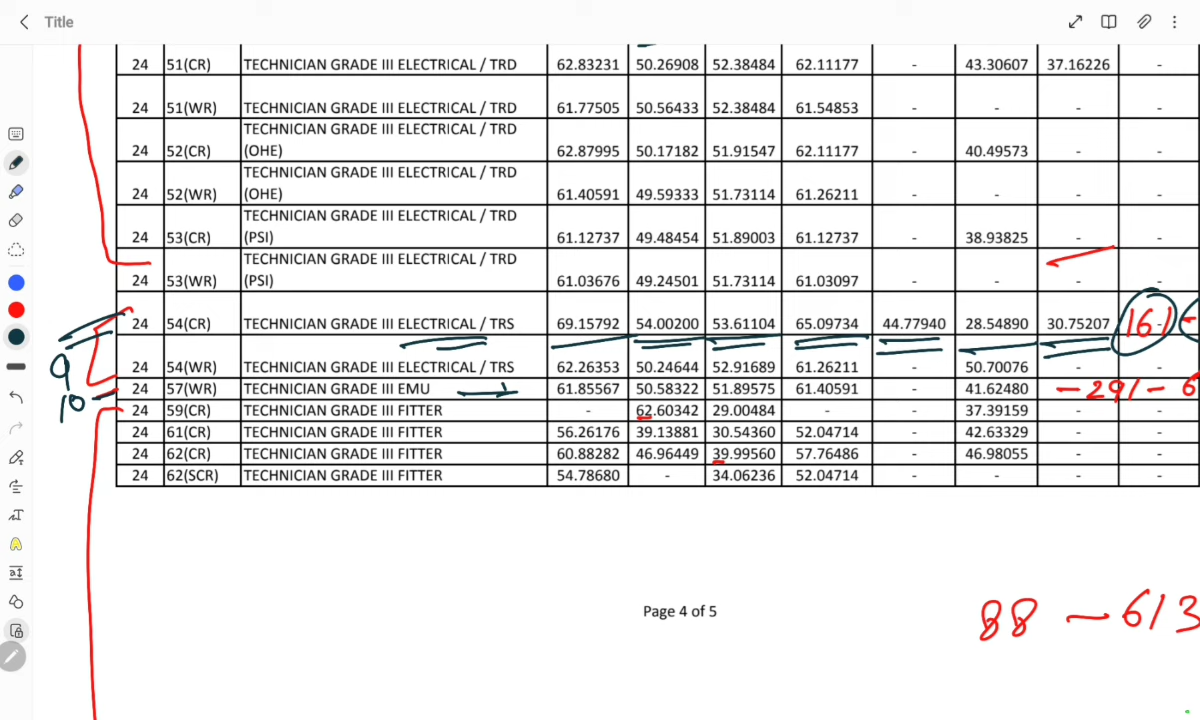 Title
24 51(CR) TECHNICIAN GRADE III ELECTRICAL / TRD 62.83231 50.26908 52.38484 62.11177 - 43.30607 37.16226 -
24 51(WR) TECHNICIAN GRADE III ELECTRICAL / TRD 61.77505 50.56433 52.38484 61.54853 - - - -
TECHNICIAN GRADE III ELECTRICAL / TRD
24 52(CR) (OHE) 62.87995 50.17182 51.91547 62.11177 - 40.49573 - -
TECHNICIAN GRADE III ELECTRICAL / TRD
24 52(WR) (OHE) 61.40591 49.59333 51.73114 61.26211 - - - -
TECHNICIAN GRADE III ELECTRICAL / TRD
24 53(CR) (PSI) 61.12737 49.48454 51.89003 61.12737 - 38.93825 - -
TECHNICIAN GRADE III ELECTRICAL / TRD
24 53(WR) (PSI) 61.03676 49.24501 51.73114 61.03097 - - - -
24 54(CR) TECHNICIAN GRADE III ELECTRICAL / TRS 69.15792 54.00200 53.61104 65.09734 44.77940 28.54890 30.75207 161 -
9 24 54(WR) TECHNICIAN GRADE III ELECTRICAL / TRS 62.26353 50.24644 52.91689 61.26211 - 50.70076 - -
10 24 57(WR) TECHNICIAN GRADE III EMU 61.85567 50.58322 51.89575 61.40591 - 41.62480 - 291 - 6
24 59(CR) TECHNICIAN GRADE III FITTER - 62.60342 29.00484 - - 37.39159 - -
24 61(CR) TECHNICIAN GRADE III FITTER 56.26176 39.13881 30.54360 52.04714 - 42.63329 - -
24 62(CR) TECHNICIAN GRADE III FITTER 60.88282 46.96449 39.99560 57.76486 - 46.98055 - -
24 62(SCR) TECHNICIAN GRADE III FITTER 54.78680 - 34.06236 52.04714 - - - -
Page 4 of 5
88 - 613